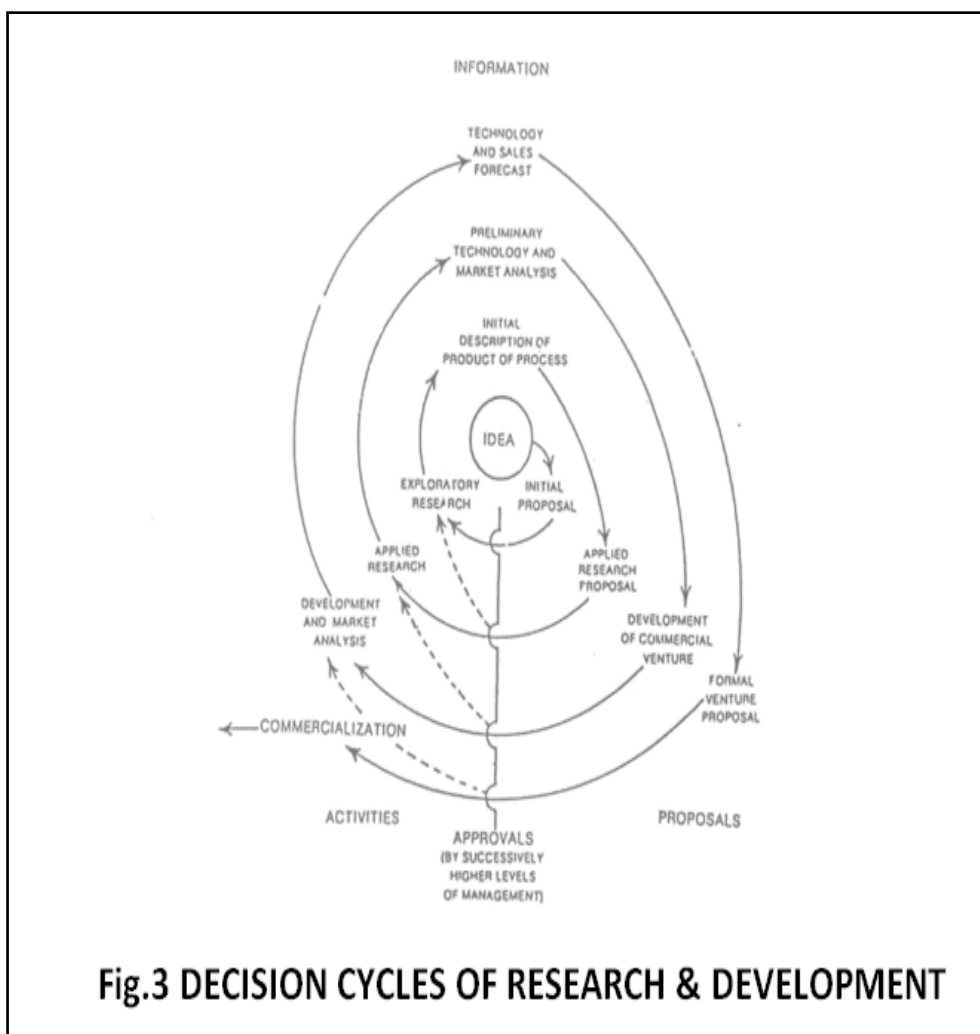 INFORMATION
TECHNOLOGY
AND SALES
FORECAST
PRELIMINARY
TECHNOLOGY AND
MARKET ANALYSIS
INITIAL
DESCRIPTION OF
PRODUCT OF PROCESS
IDEA
EXPLORATORY
RESEARCH
INITIAL
PROPOSAL
APPLIED
RESEARCH
APPLIED
RESEARCH
PROPOSAL
DEVELOPMENT
AND MARKET
ANALYSIS
DEVELOPMENT
OF COMMERCIAL
VENTURE
FORMAL
VENTURE
PROPOSAL
COMMERCIALIZATION
ACTIVITIES
PROPOSALS
APPROVALS
(BY SUCCESSIVELY
HIGHER LEVELS
OF MANAGEMENT)
Fig.3 DECISION CYCLES OF RESEARCH & DEVELOPMENT